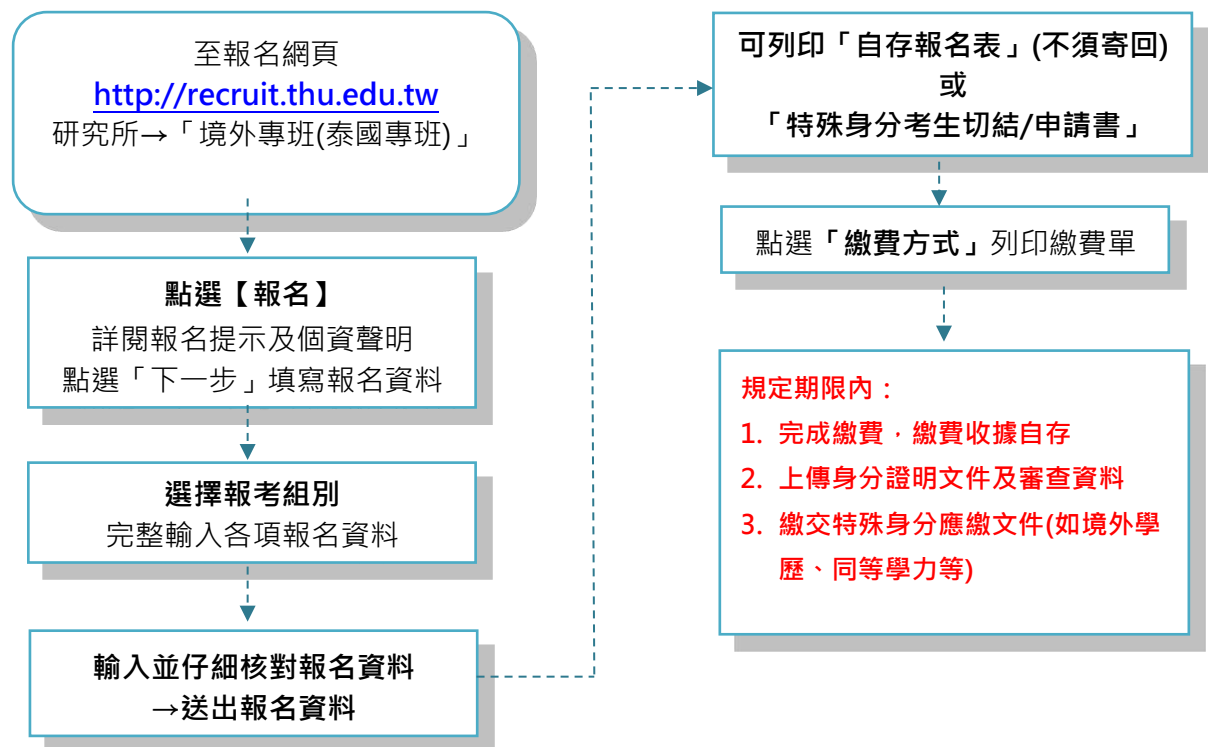 至報名網頁
http://recruit.thu.edu.tw
研究所→「境外專班(泰國專班)」
點選【報名】
詳閱報名提示及個資聲明
點選「下一步」填寫報名資料
選擇報考組別
完整輸入各項報名資料
輸入並仔細核對報名資料
→送出報名資料
可列印「自存報名表」(不須寄回)
或
「特殊身分考生切結/申請書」
點選「繳費方式」列印繳費單
規定期限內：
1. 完成繳費，繳費收據自存
2. 上傳身分證明文件及審查資料
3. 繳交特殊身分應繳文件(如境外學
歷、同等學力等)